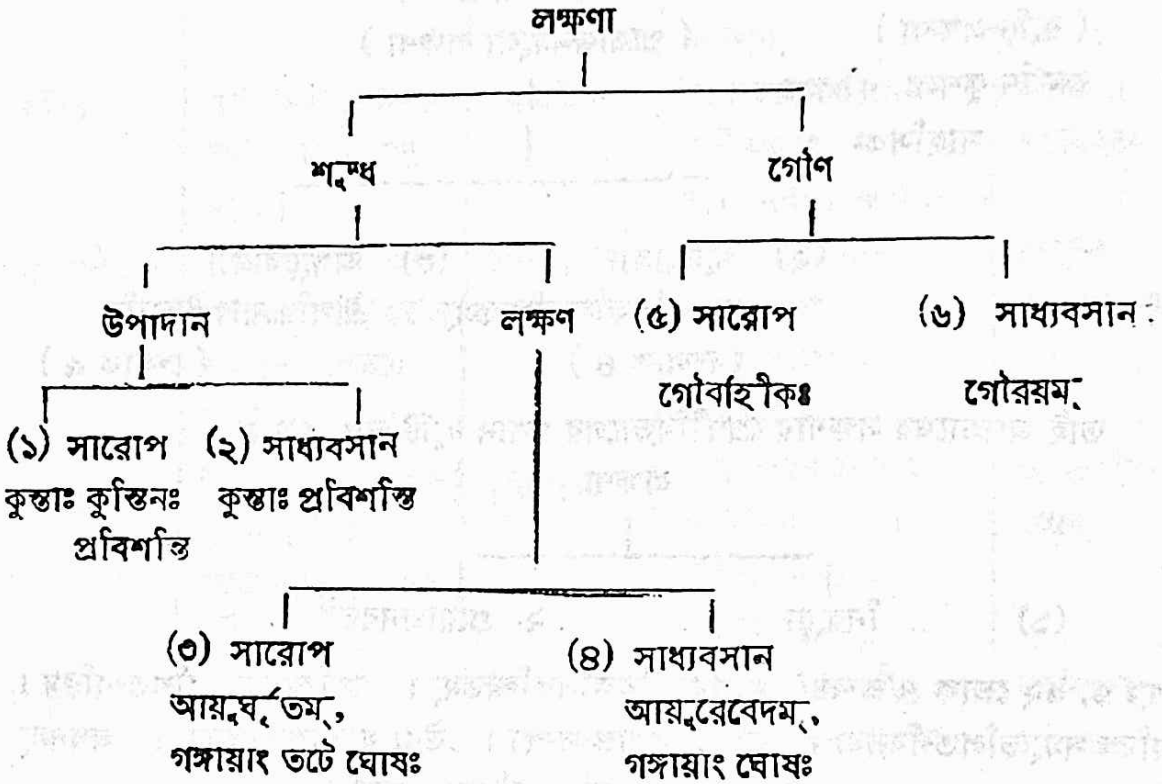 লক্ষণা
শুদ্ধ গৌণ
উপাদান লক্ষণ (৫) সারোপ (৬) সাধ্যবসান
গৌর্বাহীকঃ গৌরয়ম্
(১) সারোপ (২) সাধ্যবসান
কুন্তাঃ কুন্তিনঃ কুন্তাঃ প্রবিশন্তি
প্রবিশন্তি
(৩) সারোপ (৪) সাধ্যবসান
আয়ুর্ঘৃতম্, আয়ুরেবেদম্,
গঙ্গায়াং তটে ঘোষঃ গঙ্গায়াং ঘোষঃ